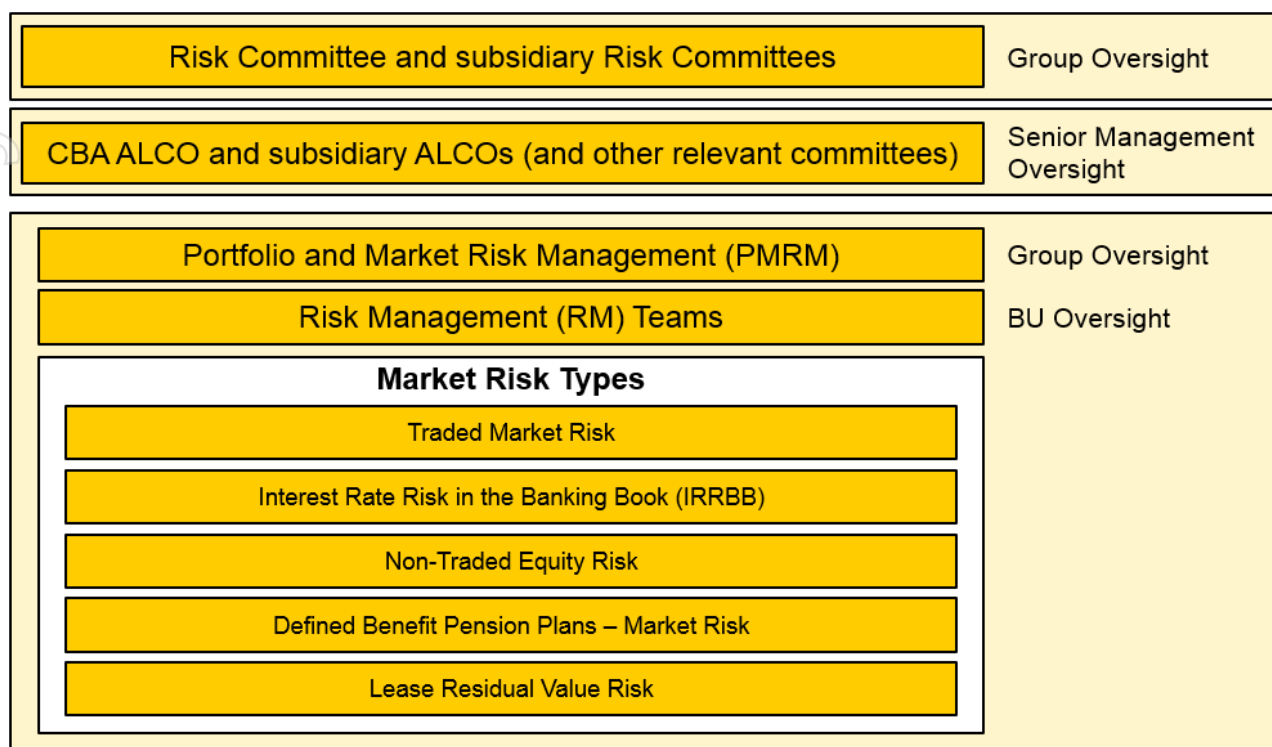 Risk Committee and subsidiary Risk Committees
Group Oversight
CBA ALCO and subsidiary ALCOs (and other relevant committees)
Senior Management
Oversight
Portfolio and Market Risk Management (PMRM)
Group Oversight
Risk Management (RM) Teams
BU Oversight
Market Risk Types
Traded Market Risk
Interest Rate Risk in the Banking Book (IRRBB)
Non-Traded Equity Risk
Defined Benefit Pension Plans – Market Risk
Lease Residual Value Risk